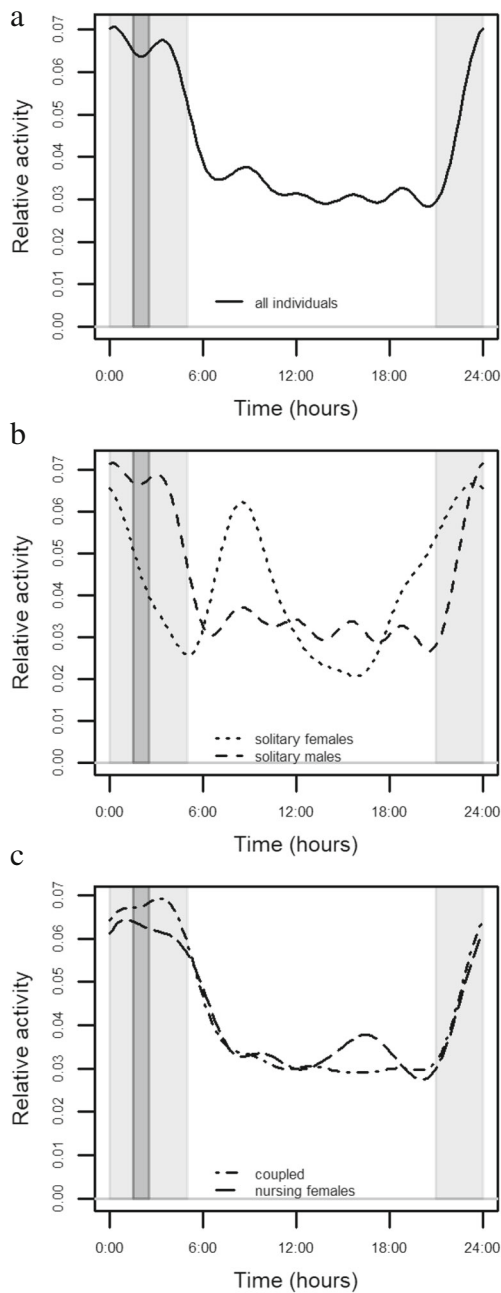 a
Relative activity
0.07
0.06
0.05
0.04
0.03
0.02
0.01
0.00
all individuals
0:00 6:00 12:00 18:00 24:00
Time (hours)
b
Relative activity
0.07
0.06
0.05
0.04
0.03
0.02
0.01
0.00
solitary females
solitary males
0:00 6:00 12:00 18:00 24:00
Time (hours)
c
Relative activity
0.07
0.06
0.05
0.04
0.03
0.02
0.01
0.00
coupled
nursing females
0:00 6:00 12:00 18:00 24:00
Time (hours)